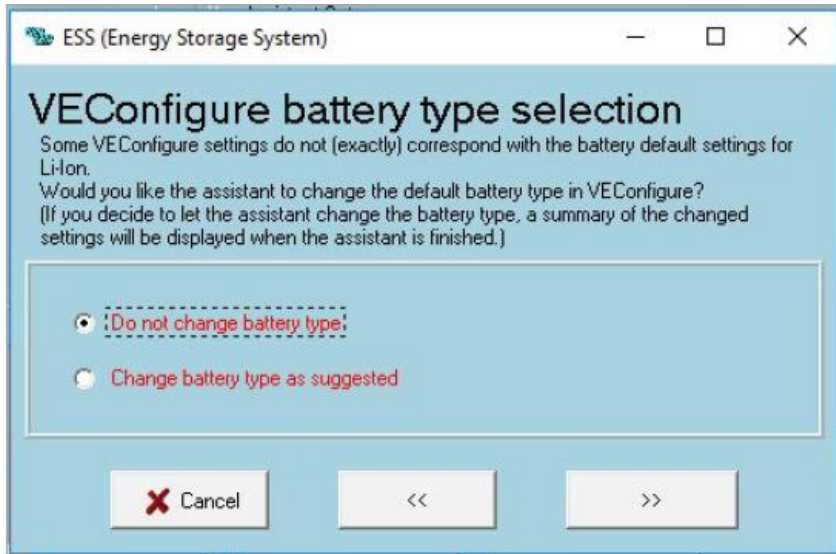 ESS (Energy Storage System)
VEConfigure battery type selection
Some VEConfigure settings do not (exactly) correspond with the battery default settings for
Li-Ion.
Would you like the assistant to change the default battery type in VEConfigure?
(If you decide to let the assistant change the battery type, a summary of the changed
settings will be displayed when the assistant is finished.)
Do not change battery type
Change battery type as suggested
Cancel << >>